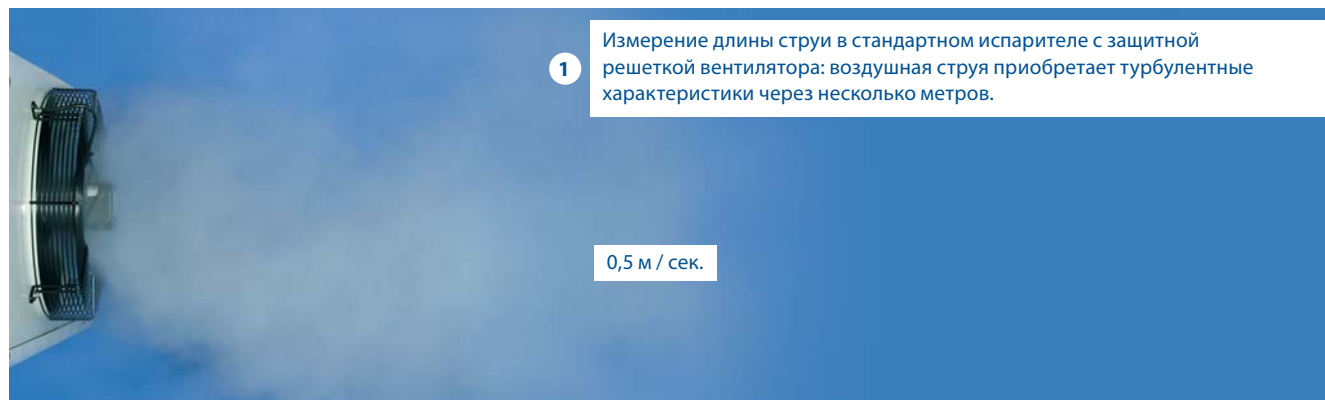 1
Измерение длины струи в стандартном испарителе с защитной
решеткой вентилятора: воздушная струя приобретает турбулентные
характеристики через несколько метров.
0,5 м / сек.